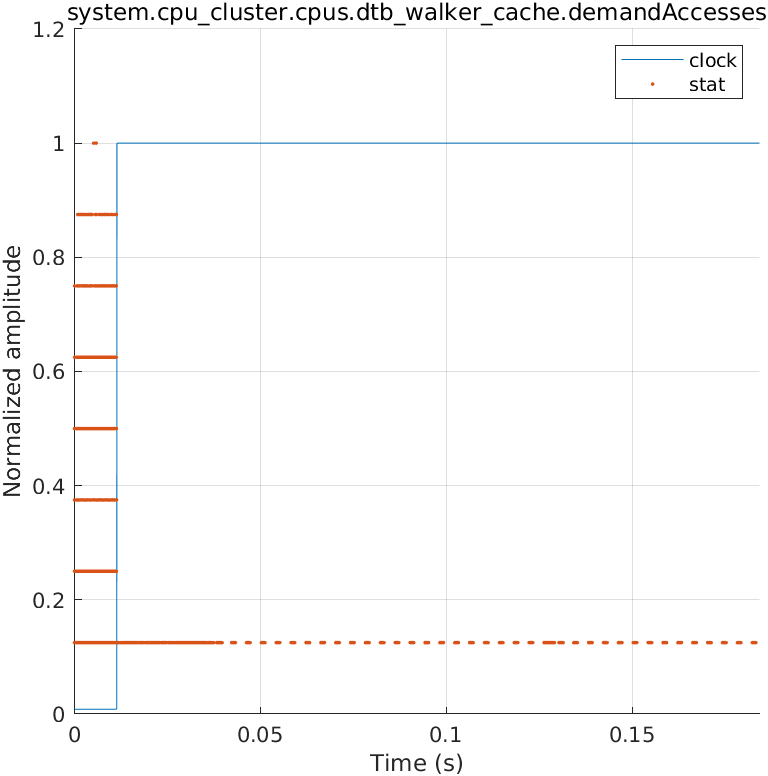 system.cpu_cluster.cpus.dtb_walker_cache.demandAccesses
1.2
1
0.8
0.6
0.4
0.2
0
Normalized amplitude
clock
stat
0 0.05 0.1 0.15
Time (s)